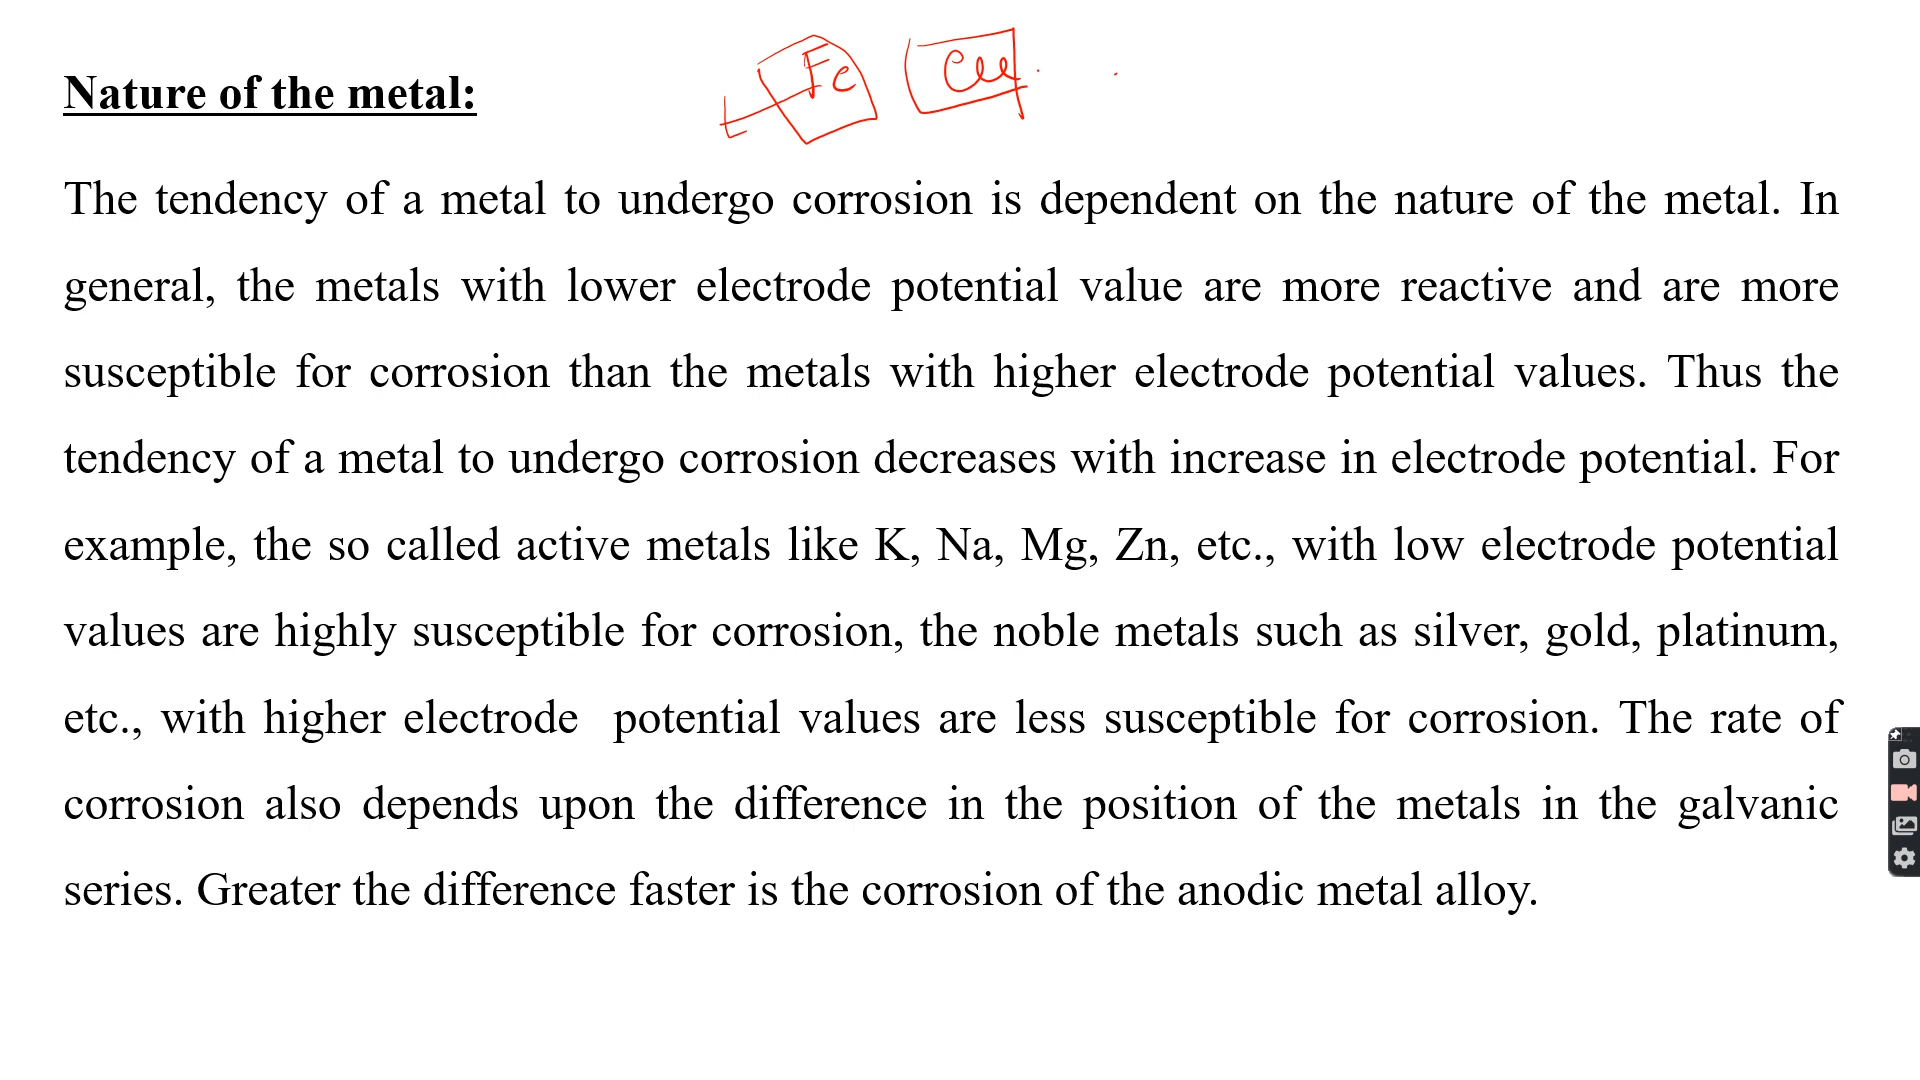 Fe Cu
Nature of the metal:
The tendency of a metal to undergo corrosion is dependent on the nature of the metal. In
general, the metals with lower electrode potential value are more reactive and are more
susceptible for corrosion than the metals with higher electrode potential values. Thus the
tendency of a metal to undergo corrosion decreases with increase in electrode potential. For
example, the so called active metals like K, Na, Mg, Zn, etc., with low electrode potential
values are highly susceptible for corrosion, the noble metals such as silver, gold, platinum,
etc., with higher electrode potential values are less susceptible for corrosion. The rate of
corrosion also depends upon the difference in the position of the metals in the galvanic
series. Greater the difference faster is the corrosion of the anodic metal alloy.